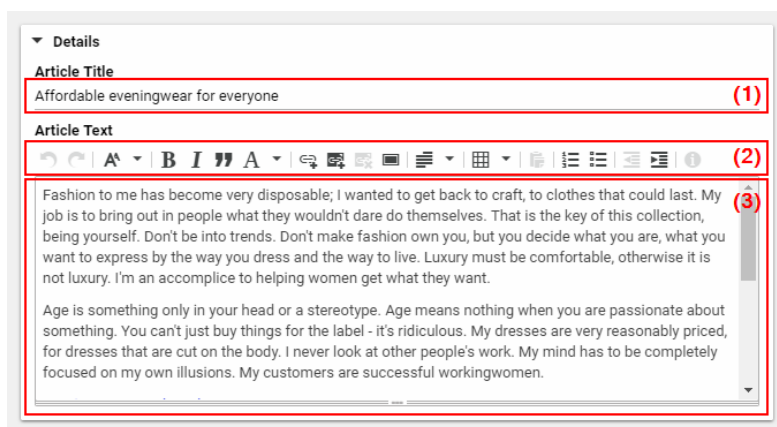 Details
Article Title
Affordable eveningwear for everyone (1)
Article Text
(2)
Fashion to me has become very disposable; I wanted to get back to craft, to clothes that could last. My
(3)
job is to bring out in people what they wouldn't dare do themselves. That is the key of this collection,
being yourself. Don't be into trends. Don't make fashion own you, but you decide what you are, what you
want to express by the way you dress and the way to live. Luxury must be comfortable, otherwise it is
not luxury. I'm an accomplice to helping women get what they want.
Age is something only in your head or a stereotype. Age means nothing when you are passionate about
something. You can't just buy things for the label - it's ridiculous. My dresses are very reasonably priced,
for dresses that are cut on the body. I never look at other people's work. My mind has to be completely
focused on my own illusions. My customers are successful workingwomen.